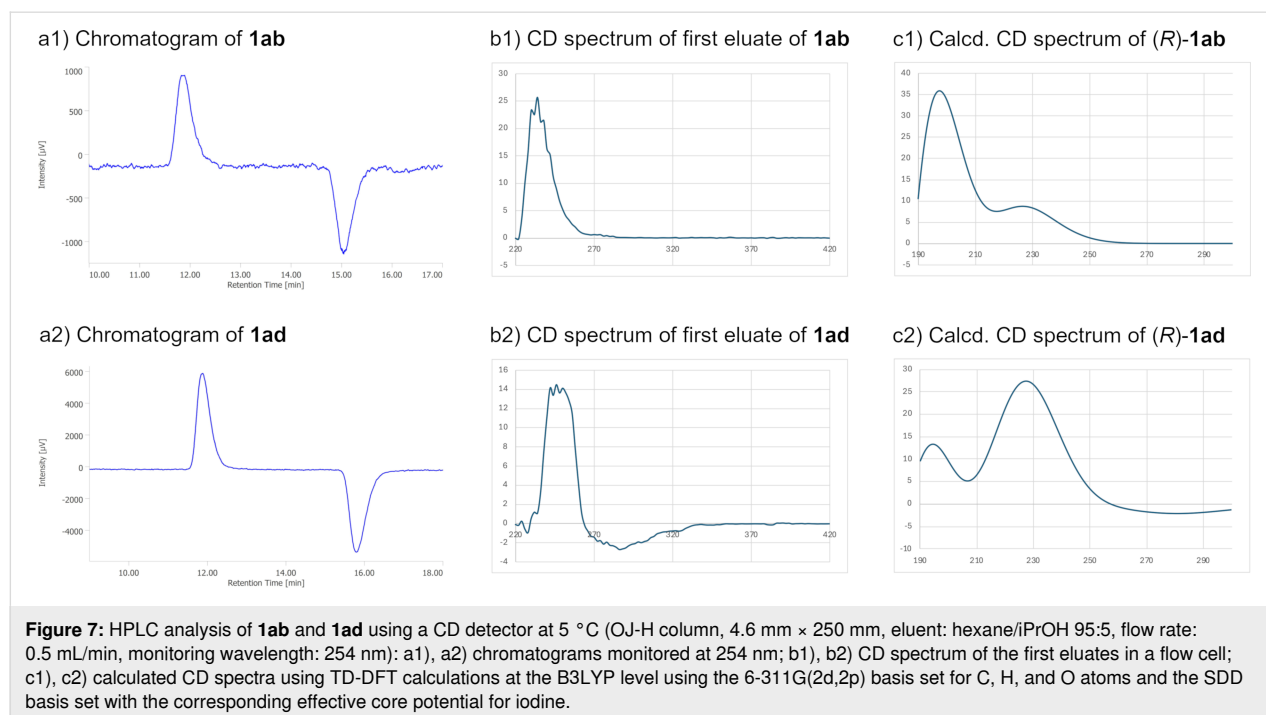 a1) Chromatogram of 1ab
b1) CD spectrum of first eluate of 1ab
c1) Calcd. CD spectrum of (R)-1ab
1000
500
0
-500
-1000
Intensity [µV]
10.00 11.00 12.00 13.00 14.00 15.00 16.00 17.00
Retention Time [min]
30
25
20
15
10
5
0
-5
220 270 320 370 420
40
35
30
25
20
15
10
5
0
-5
190 210 230 250 270 290
a2) Chromatogram of 1ad
b2) CD spectrum of first eluate of 1ad
c2) Calcd. CD spectrum of (R)-1ad
6000
4000
2000
0
-2000
-4000
Intensity [µV]
10.00 12.00 14.00 16.00 18.00
Retention Time [min]
16
14
12
10
8
6
4
2
0
-2
-4
220 270 320 370 420
30
25
20
15
10
5
0
-5
-10
190 210 230 250 270 290
Figure 7: HPLC analysis of 1ab and 1ad using a CD detector at 5 °C (OJ-H column, 4.6 mm × 250 mm, eluent: hexane/iPrOH 95:5, flow rate:
0.5 mL/min, monitoring wavelength: 254 nm): a1), a2) chromatograms monitored at 254 nm; b1), b2) CD spectrum of the first eluates in a flow cell;
c1), c2) calculated CD spectra using TD-DFT calculations at the B3LYP level using the 6-311G(2d,2p) basis set for C, H, and O atoms and the SDD
basis set with the corresponding effective core potential for iodine.